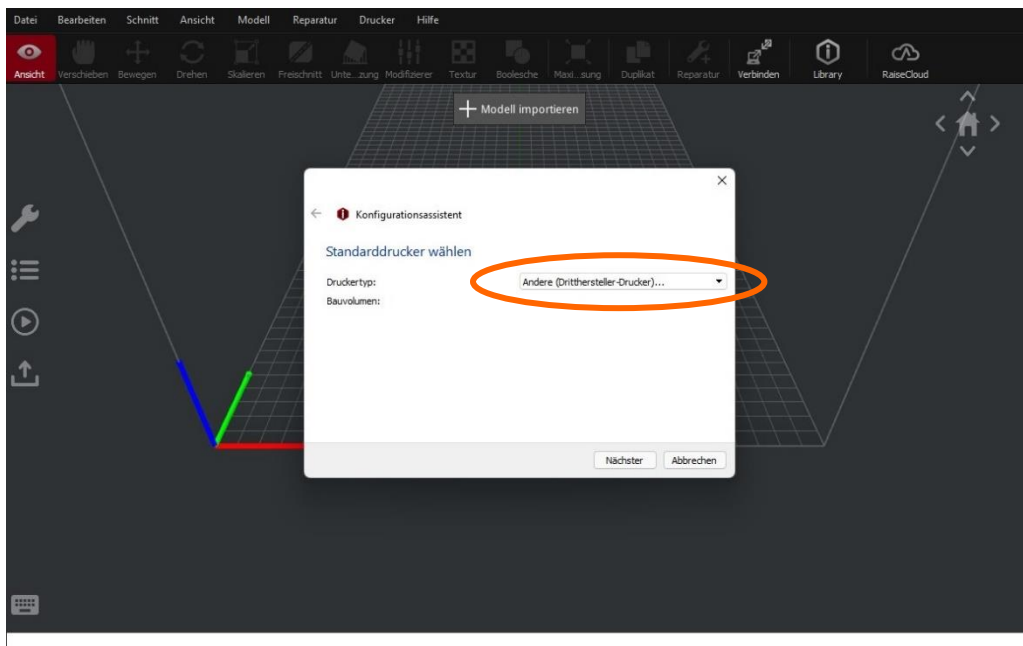 Datei Bearbeiten Schnitt Ansicht Modell Reparatur Drucker Hilfe
Ansicht Verschieben Bewegen Drehen Skalieren Freischnitt Unte...zung Modifizierer Textur Boolesche Maxi...sung Duplikat Reparatur Verbinden Library RaiseCloud
Modell importieren
Konfigurationsassistent
Standarddrucker wählen
Druckertyp: Andere (Dritthersteller-Drucker)...
Bauvolumen:
Nächster Abbrechen